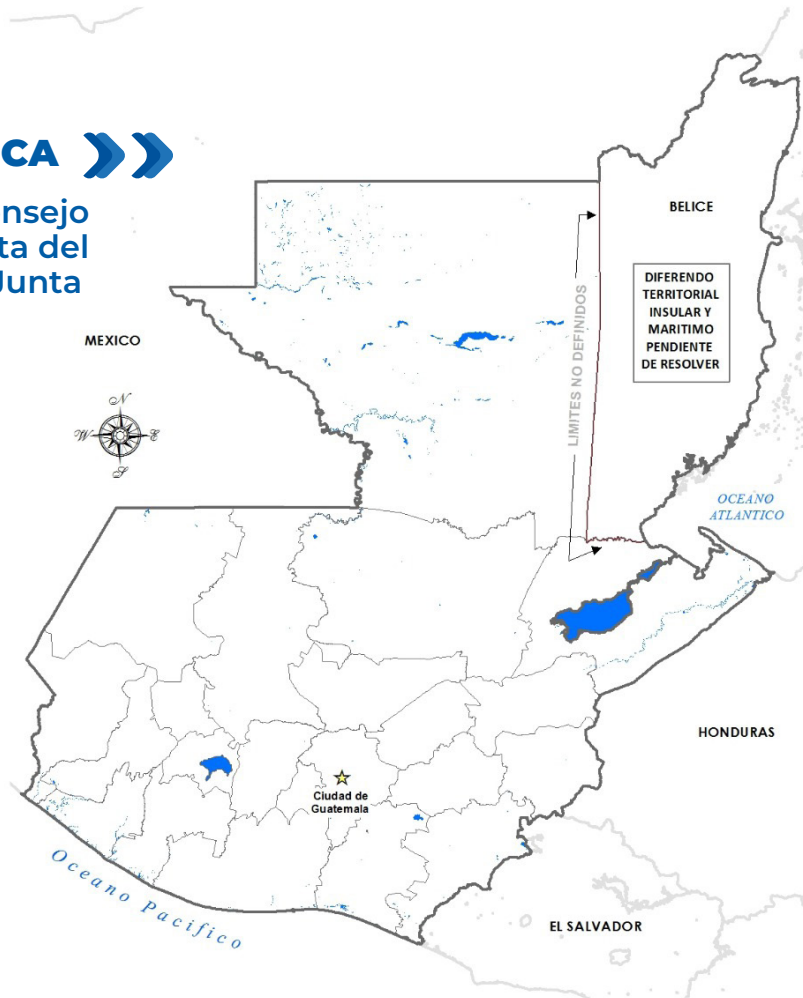 CA
nsejo
ta del
Junta
BELICE
DIFERENDO
TERRITORIAL
INSULAR Y
MARITIMO
PENDIENTE
DE RESOLVER
LIMITES NO DEFINIDOS
MEXICO
N
W
E
S
OCEANO
ATLANTICO
HONDURAS
Ciudad de
Guatemala
Oceano Pacifico
EL SALVADOR